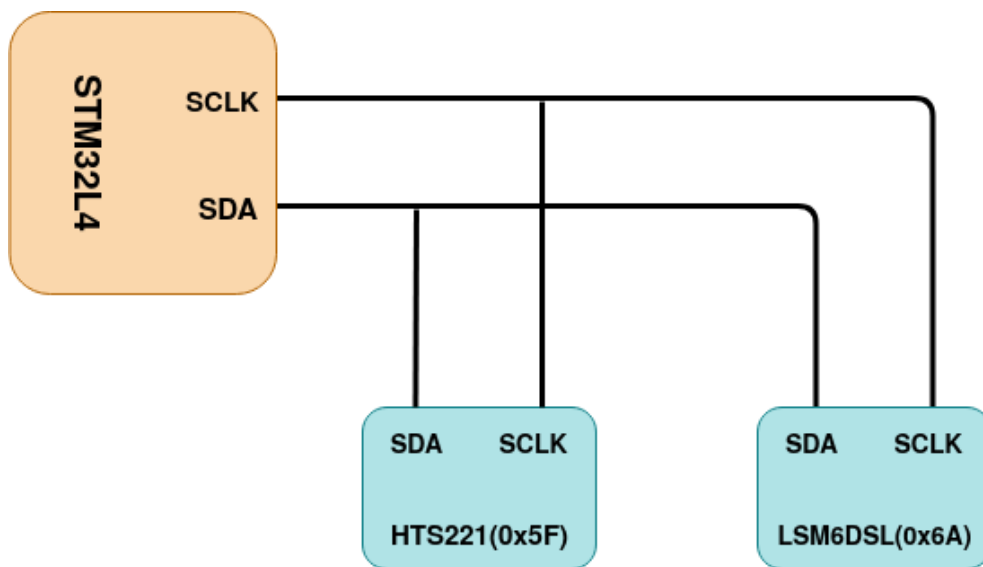 STM32L4
SCLK
SDA
SDA SCLK
HTS221(0x5F)
SDA SCLK
LSM6DSL(0x6A)